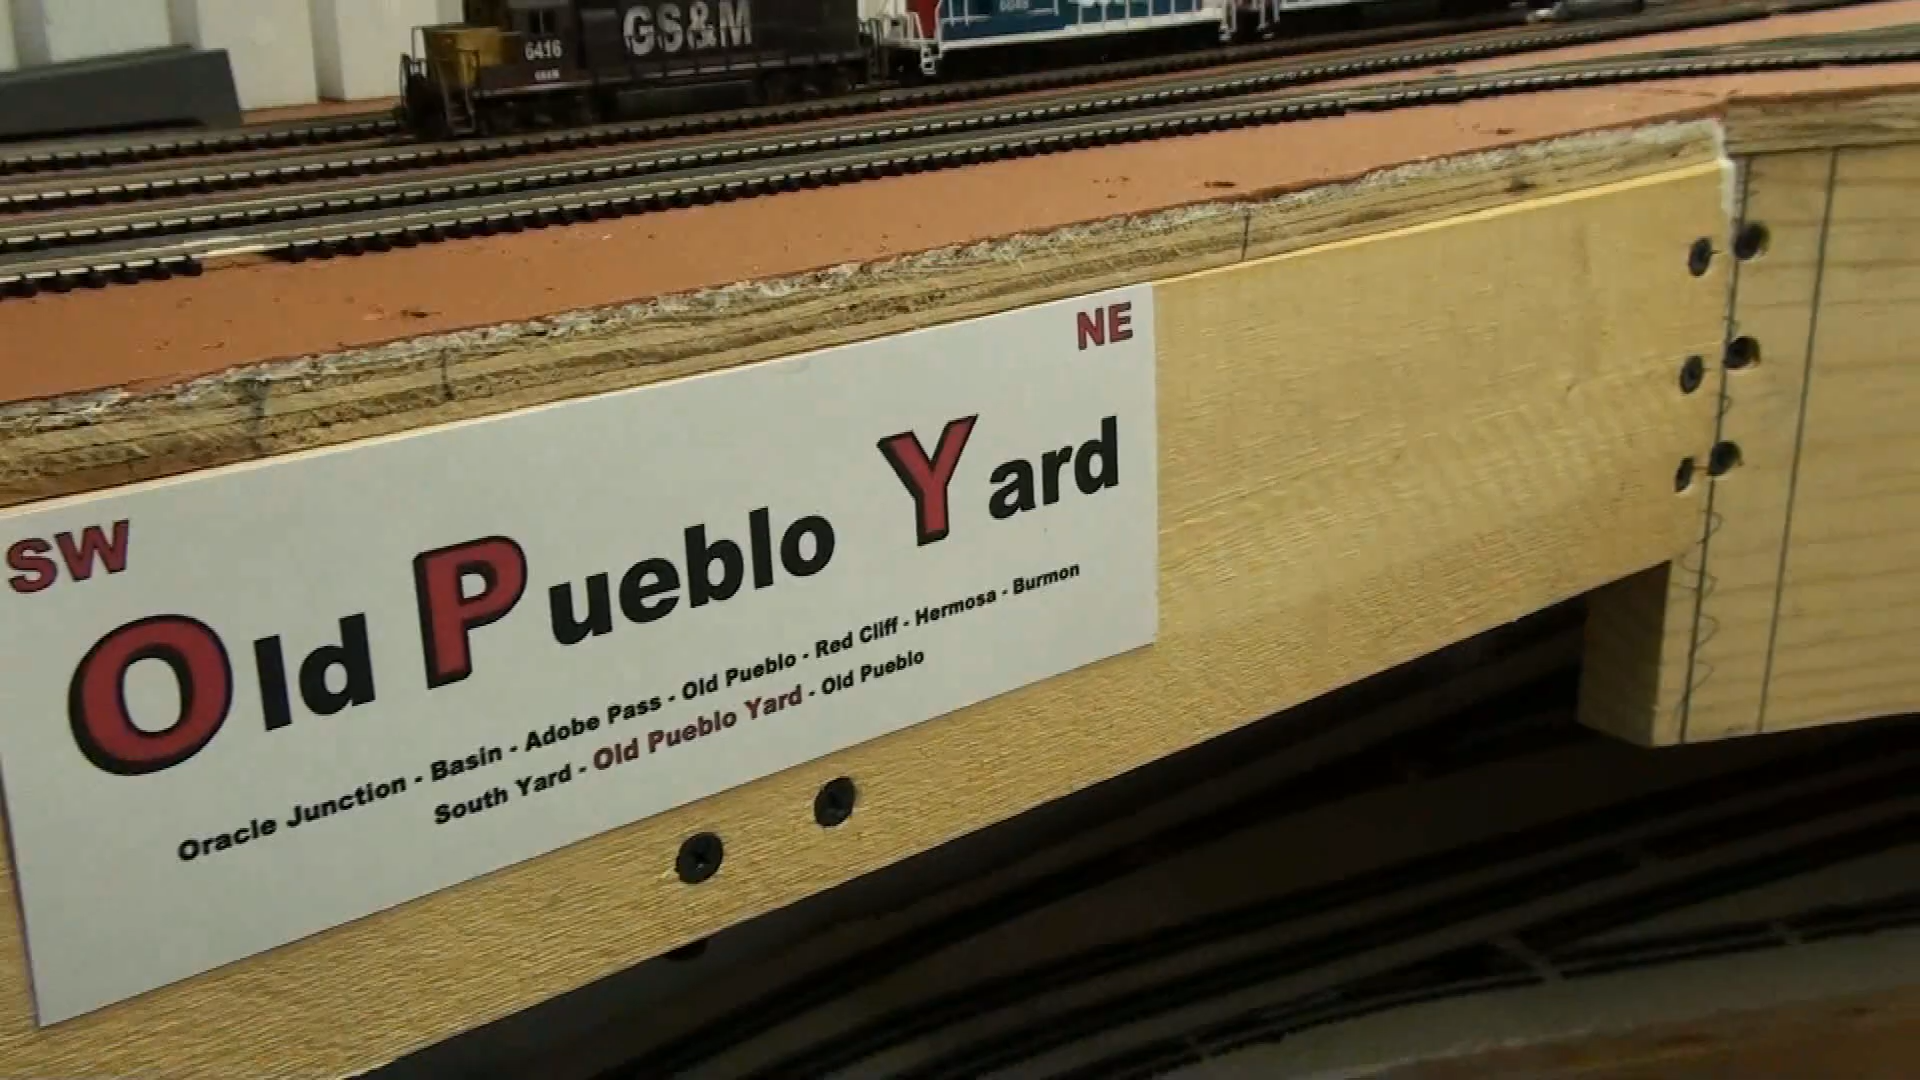 6416
GS&M
NE
SW
Old Pueblo Yard
Oracle Junction - Basin - Adobe Pass - Old Pueblo - Red Cliff - Hermosa - Burmon
South Yard - Old Pueblo Yard - Old Pueblo